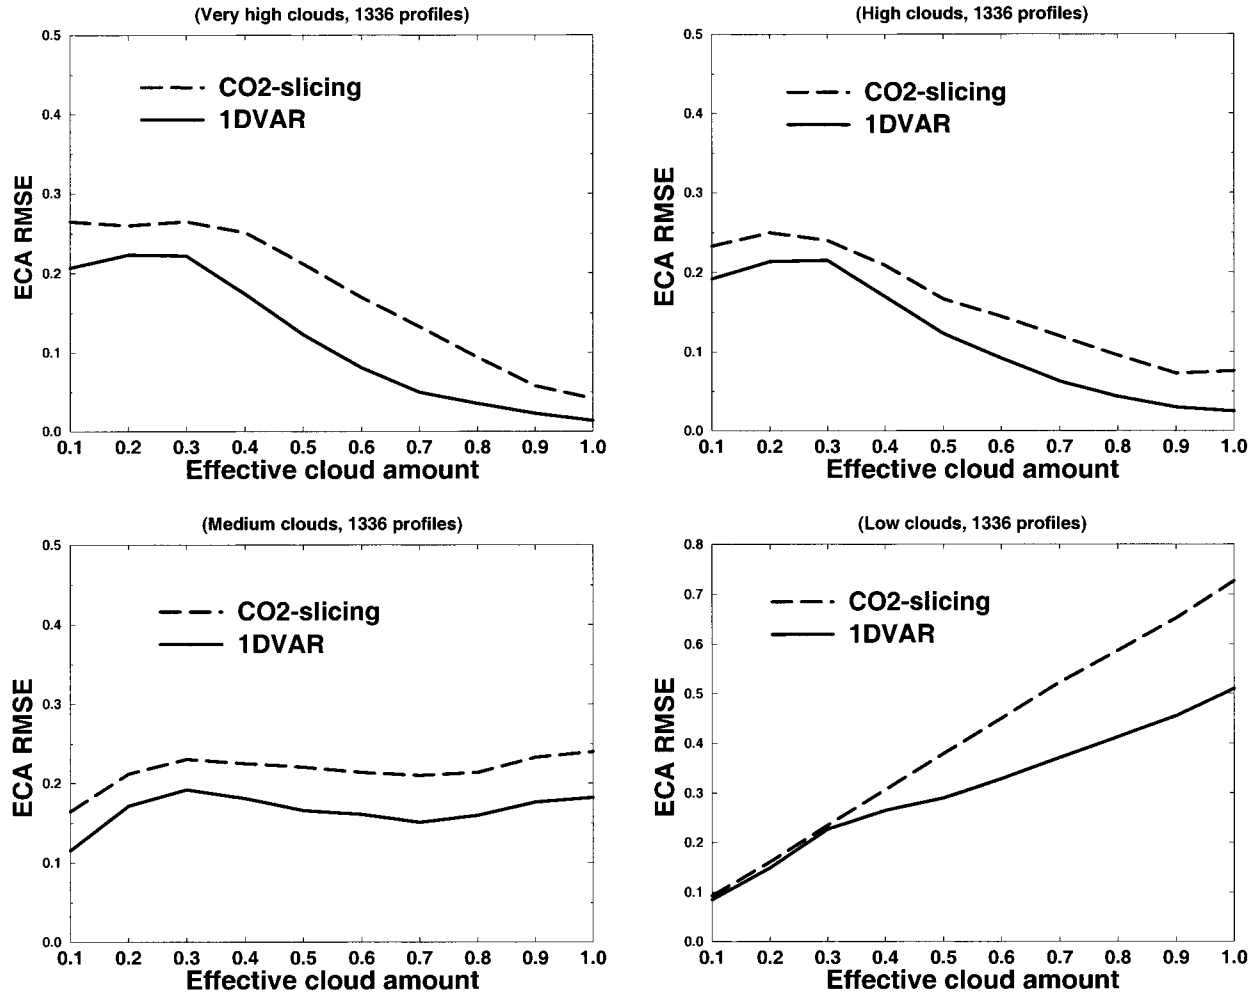 (Very high clouds, 1336 profiles)
0.5
0.4
0.3
0.2
0.1
0.0
ECA RMSE
CO2-slicing
1DVAR
0.1 0.2 0.3 0.4 0.5 0.6 0.7 0.8 0.9 1.0
Effective cloud amount
(High clouds, 1336 profiles)
0.5
0.4
0.3
0.2
0.1
0.0
ECA RMSE
CO2-slicing
1DVAR
0.1 0.2 0.3 0.4 0.5 0.6 0.7 0.8 0.9 1.0
Effective cloud amount
(Medium clouds, 1336 profiles)
0.5
0.4
0.3
0.2
0.1
0.0
ECA RMSE
CO2-slicing
1DVAR
0.1 0.2 0.3 0.4 0.5 0.6 0.7 0.8 0.9 1.0
Effective cloud amount
(Low clouds, 1336 profiles)
0.8
0.7
0.6
0.5
0.4
0.3
0.2
0.1
0.0
ECA RMSE
CO2-slicing
1DVAR
0.1 0.2 0.3 0.4 0.5 0.6 0.7 0.8 0.9 1.0
Effective cloud amount